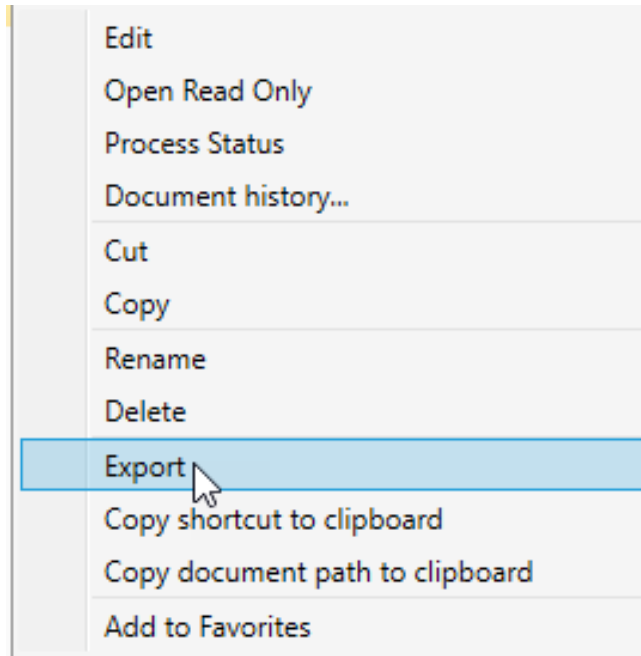 Edit
Open Read Only
Process Status
Document history...
Cut
Copy
Rename
Delete
Export
Copy shortcut to clipboard
Copy document path to clipboard
Add to Favorites